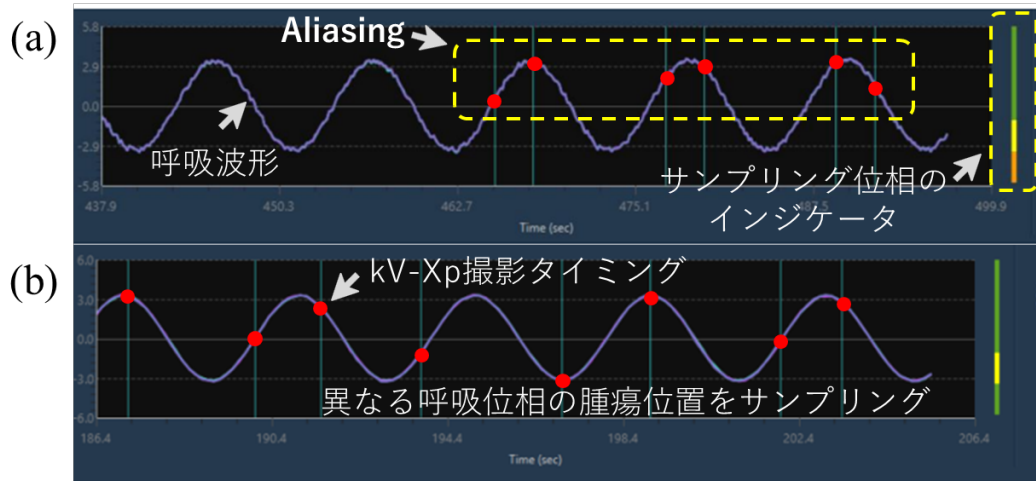 (a)
Aliasing
5.8
2.9
0.0
-2.9
-5.8
呼吸波形
サンプリング位相の
インジケータ
437.9
450.3
462.7
475.1
487.5
499.9
Time (sec)
(b)
kV-Xp撮影タイミング
6.0
3.0
0.0
-3.0
-6.0
異なる呼吸位相の腫瘍位置をサンプリング
186.4
190.4
194.4
198.4
202.4
206.4
Time (sec)